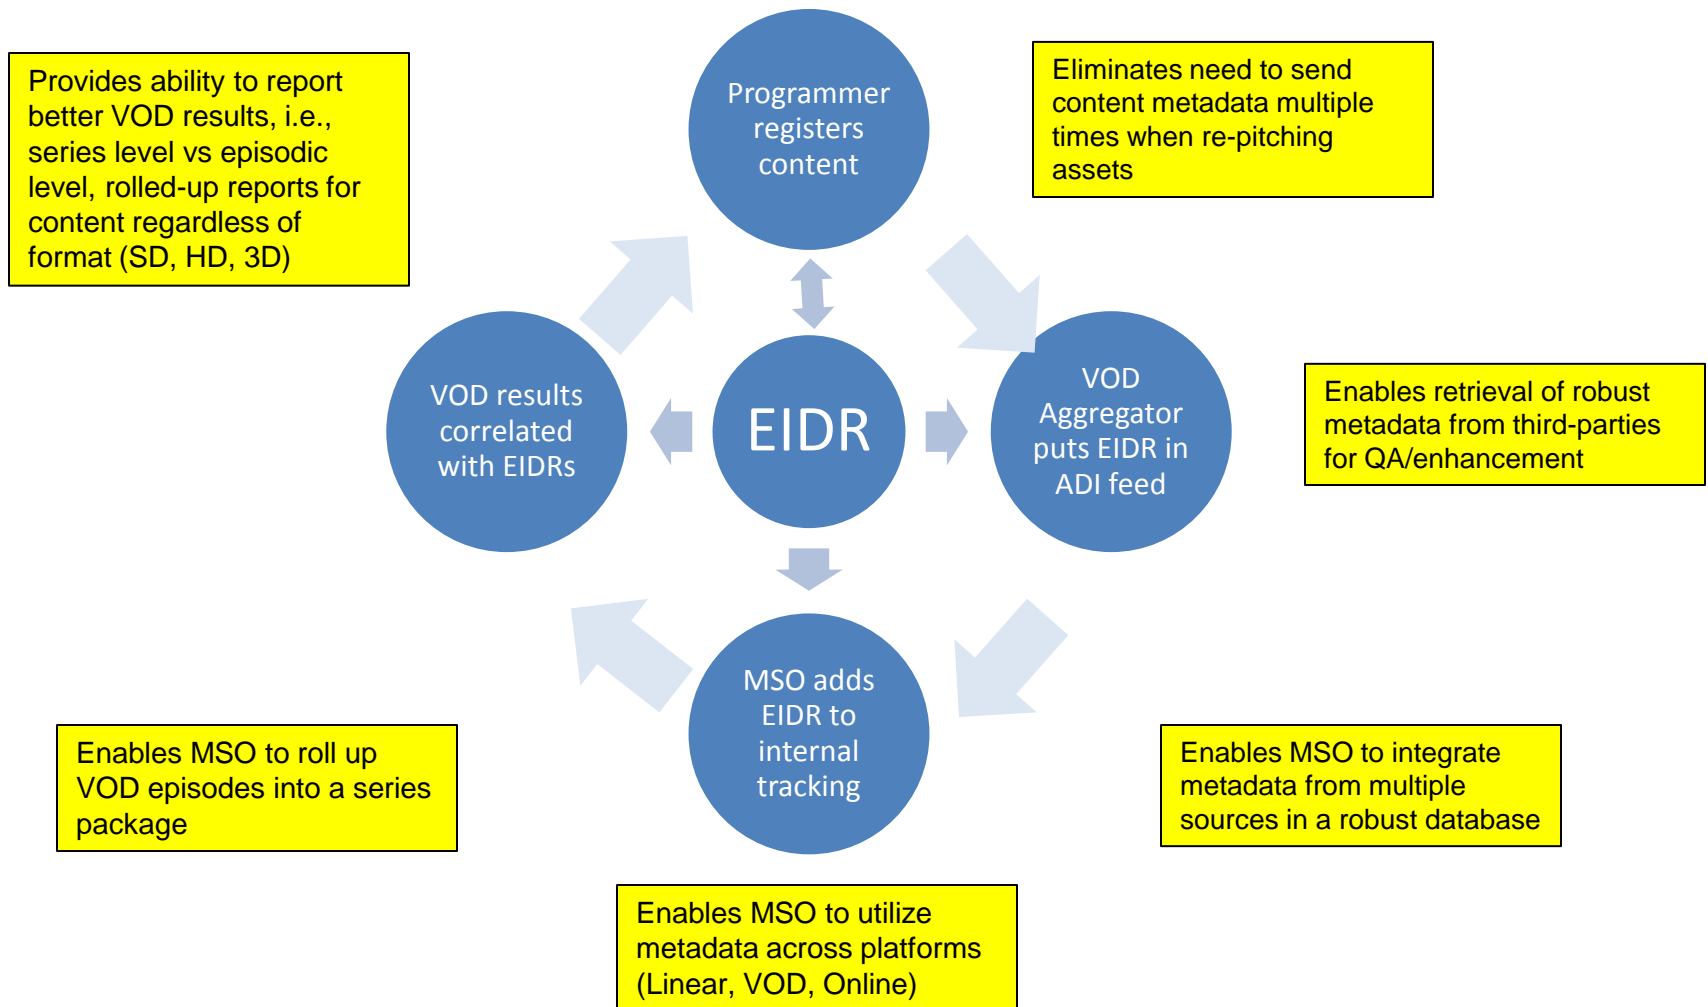 Provides ability to report
better VOD results, i.e.,
series level vs episodic
level, rolled-up reports for
content regardless of
format (SD, HD, 3D)
Programmer
registers
content
Eliminates need to send
content metadata multiple
times when re-pitching
assets
VOD results
correlated
with EIDRs
EIDR
VOD
Aggregator
puts EIDR in
ADI feed
Enables retrieval of robust
metadata from third-parties
for QA/enhancement
MSO adds
EIDR to
internal
tracking
Enables MSO to roll up
VOD episodes into a series
package
Enables MSO to integrate
metadata from multiple
sources in a robust database
Enables MSO to utilize
metadata across platforms
(Linear, VOD, Online)